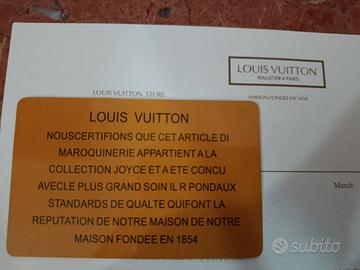 LOUIS VUITTON
MALLETIER A PARIS
LOUIS VUITTON STORE
MAISON FONDEE EN 1854
LOUIS VUITTON
NOUSCERTIFIONS QUE CET ARTICLE DI
MAROQUINERIE APPARTIENT A LA
COLLECTION JOYCE ET A ETE CONCU
AVECLE PLUS GRAND SOIN IL R PONDAUX
STANDARDS DE QUALTE QUIFONT LA
REPUTATION DE NOTRE MAISON DE NOTRE
MAISON FONDEE EN 1854
March
subito